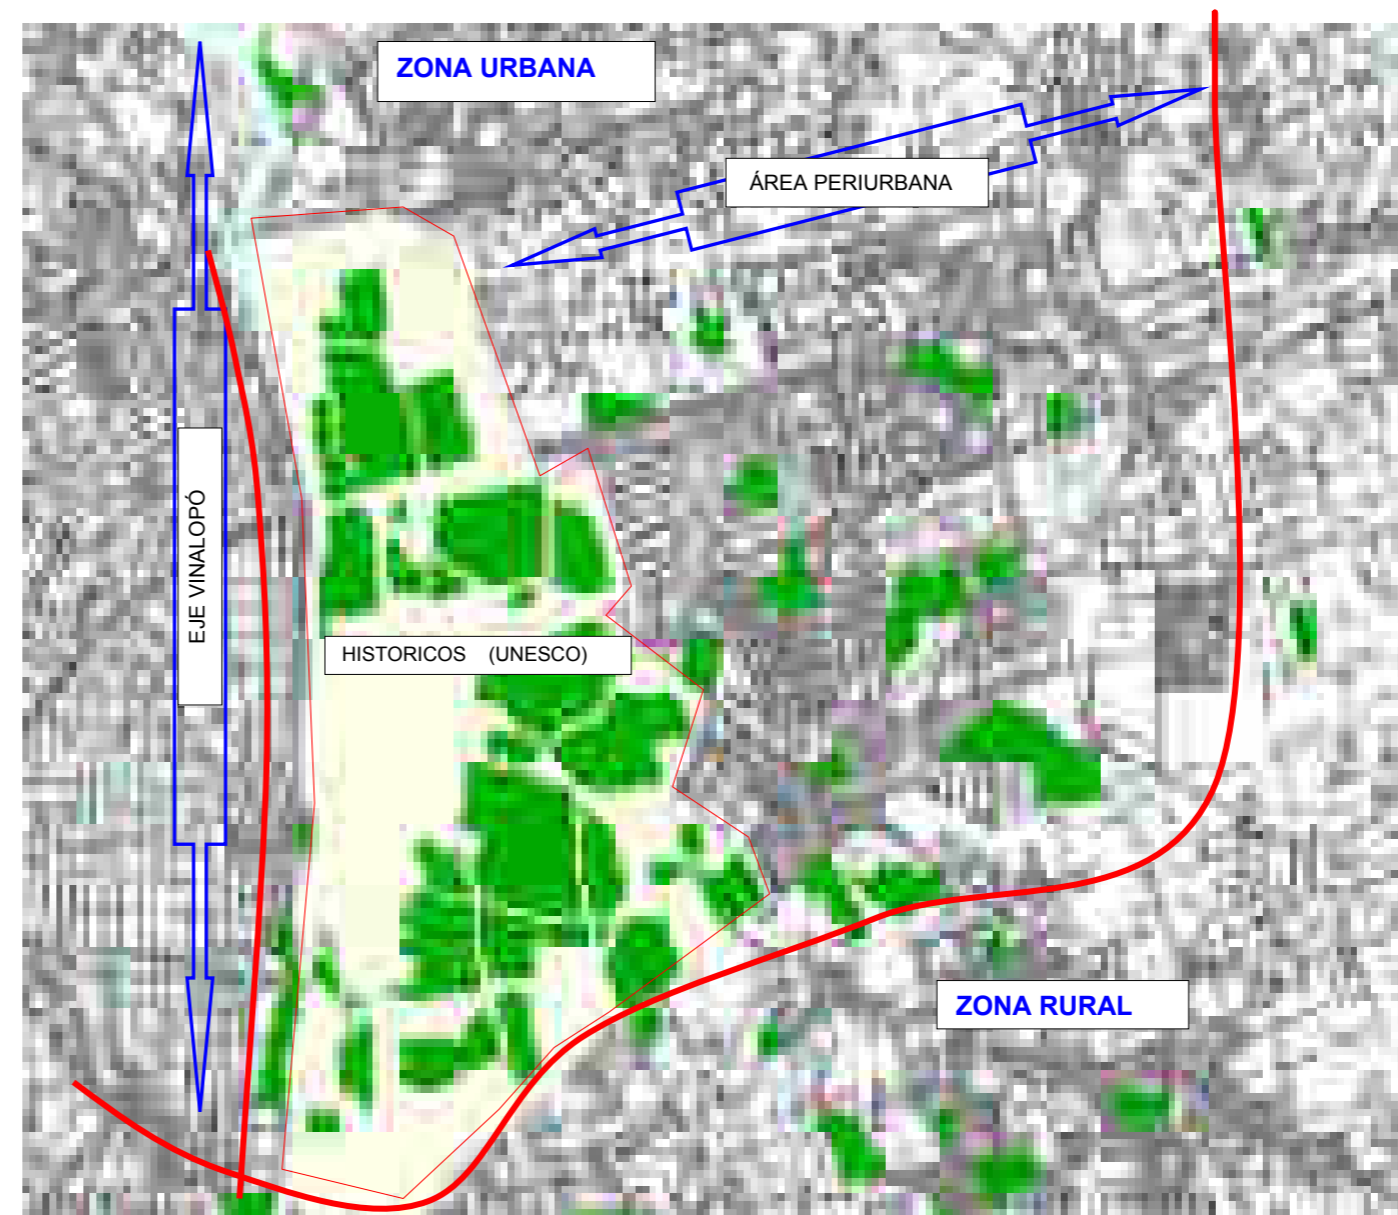 ZONA URBANA
ÁREA PERIURBANA
EJE VINALOPÓ
HISTORICOS (UNESCO)
ZONA RURAL